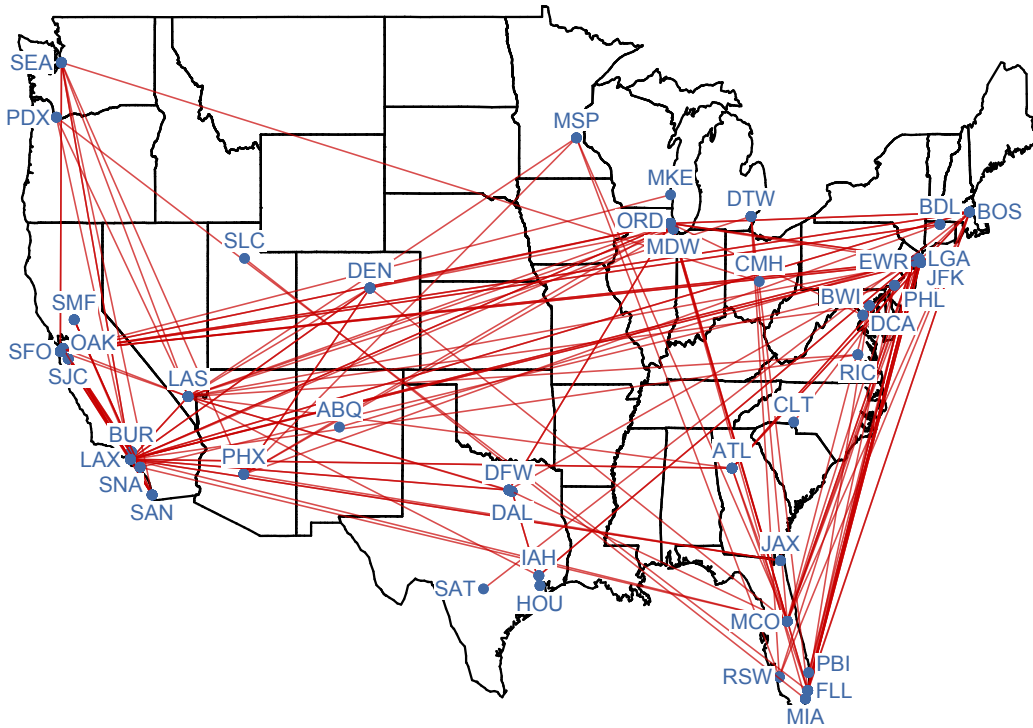 SEA
PDX
MSP
MKE
DTW
BDL
BOS
ORD
MDW
SLC
DEN
CMH
EWR
LGA
JFK
SMF
BWI
PHL
DCA
SFO
OAK
SJC
LAS
RIC
ABQ
CLT
BUR
LAX
PHX
SNA
DFW
ATL
SAN
DAL
JAX
IAH
SAT
HOU
MCO
RSW
PBI
FLL
MIA